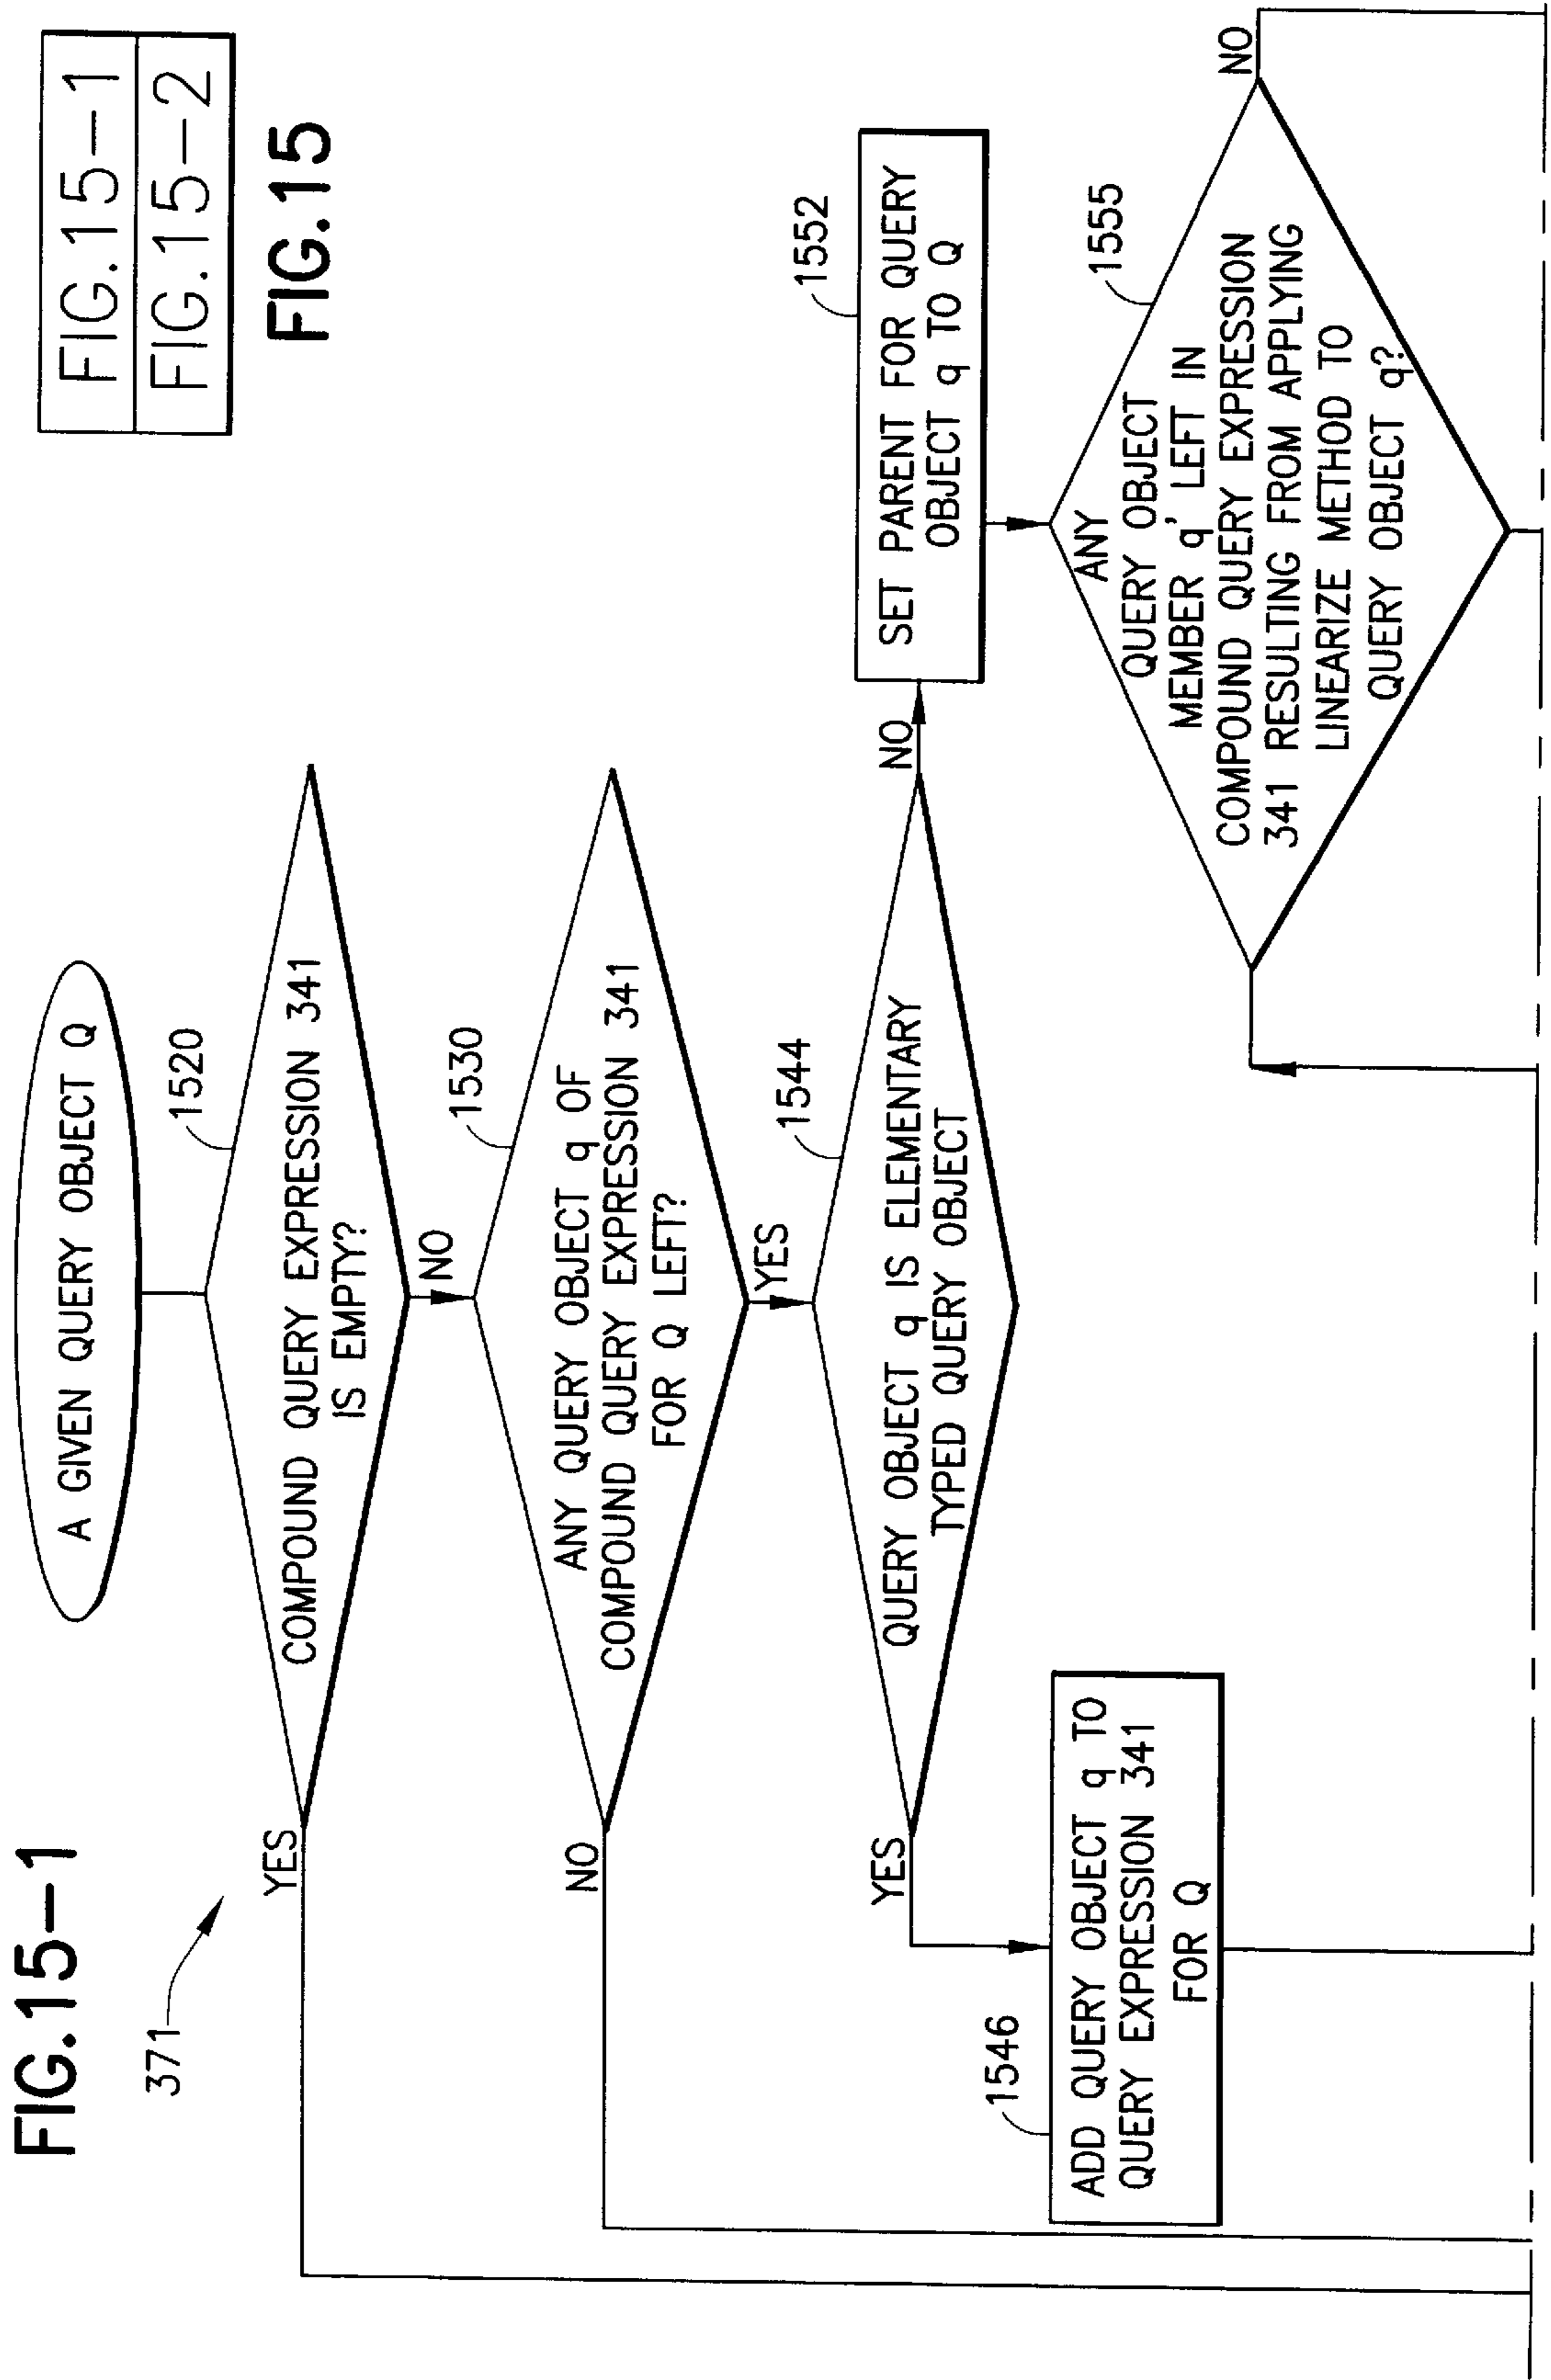 FIG.15-1
FIG.15-1
FIG.15-2
FIG.15
371
A GIVEN QUERY OBJECT Q
1520
COMPOUND QUERY EXPRESSION 341
IS EMPTY?
YES
NO
1530
ANY QUERY OBJECT q OF
COMPOUND QUERY EXPRESSION 341
FOR Q LEFT?
NO
YES
1544
QUERY OBJECT q IS ELEMENTARY
TYPED QUERY OBJECT
YES
NO
1546
ADD QUERY OBJECT q TO
QUERY EXPRESSION 341
FOR Q
1552
SET PARENT FOR QUERY
OBJECT q TO Q
1555
ANY
QUERY OBJECT
MEMBER q' LEFT IN
COMPOUND QUERY EXPRESSION
341 RESULTING FROM APPLYING
LINEARIZE METHOD TO
QUERY OBJECT q?
NO